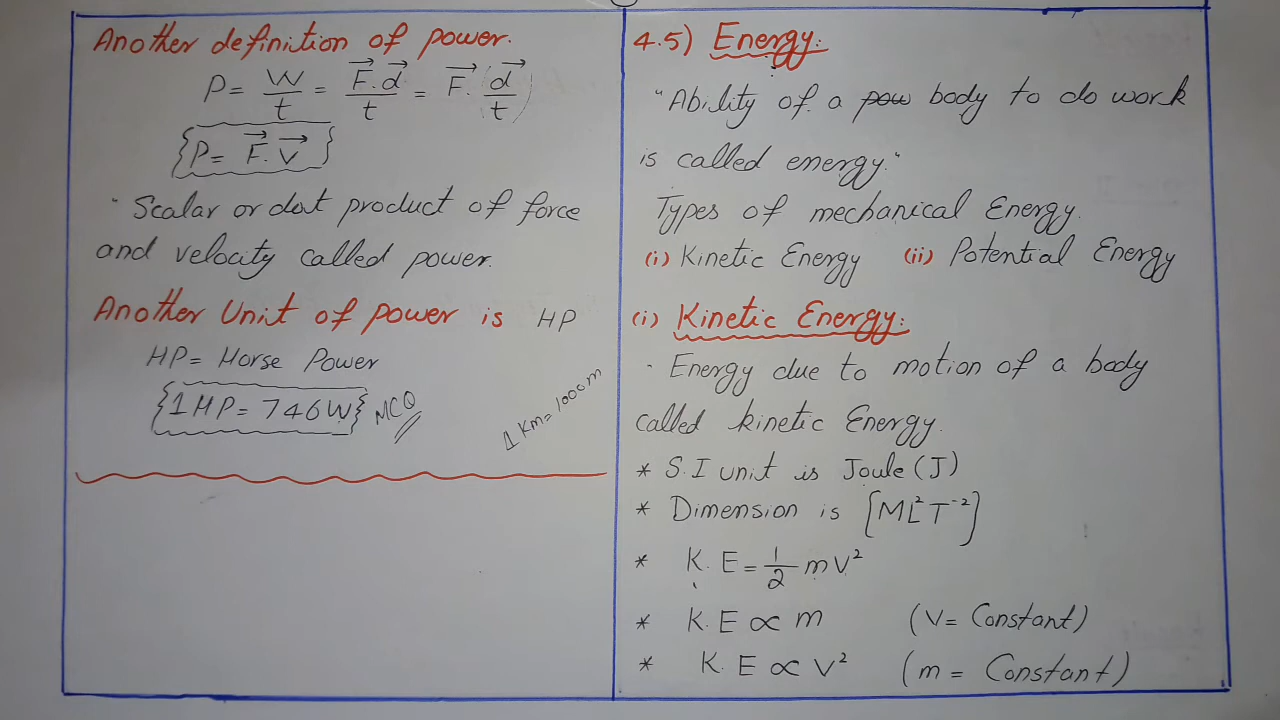 Another definition of power.
P = W/t = F⃗.d⃗/t = F⃗.(d⃗/t)
{P = F⃗.V⃗}
"Scalar or dot product of force
and velocity called power.
Another Unit of power is HP
HP = Horse Power
{1 HP = 746W} MCQ
1 Km = 1000m
4.5) Energy:
"Ability of a pow body to do work
is called energy"
Types of mechanical Energy.
(i) Kinetic Energy (ii) Potential Energy
(i) Kinetic Energy:
Energy due to motion of a body
called kinetic Energy.
* S.I unit is Joule (J)
* Dimension is [ML²T⁻²]
* K.E = 1/2 mv²
* K.E ∝ m (V = Constant)
* K.E ∝ V² (m = Constant)